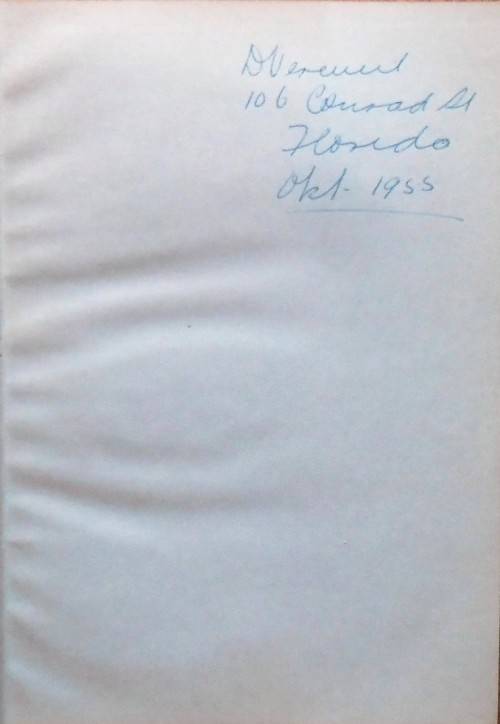 106 Conrad St
Florida
Okt. 1955